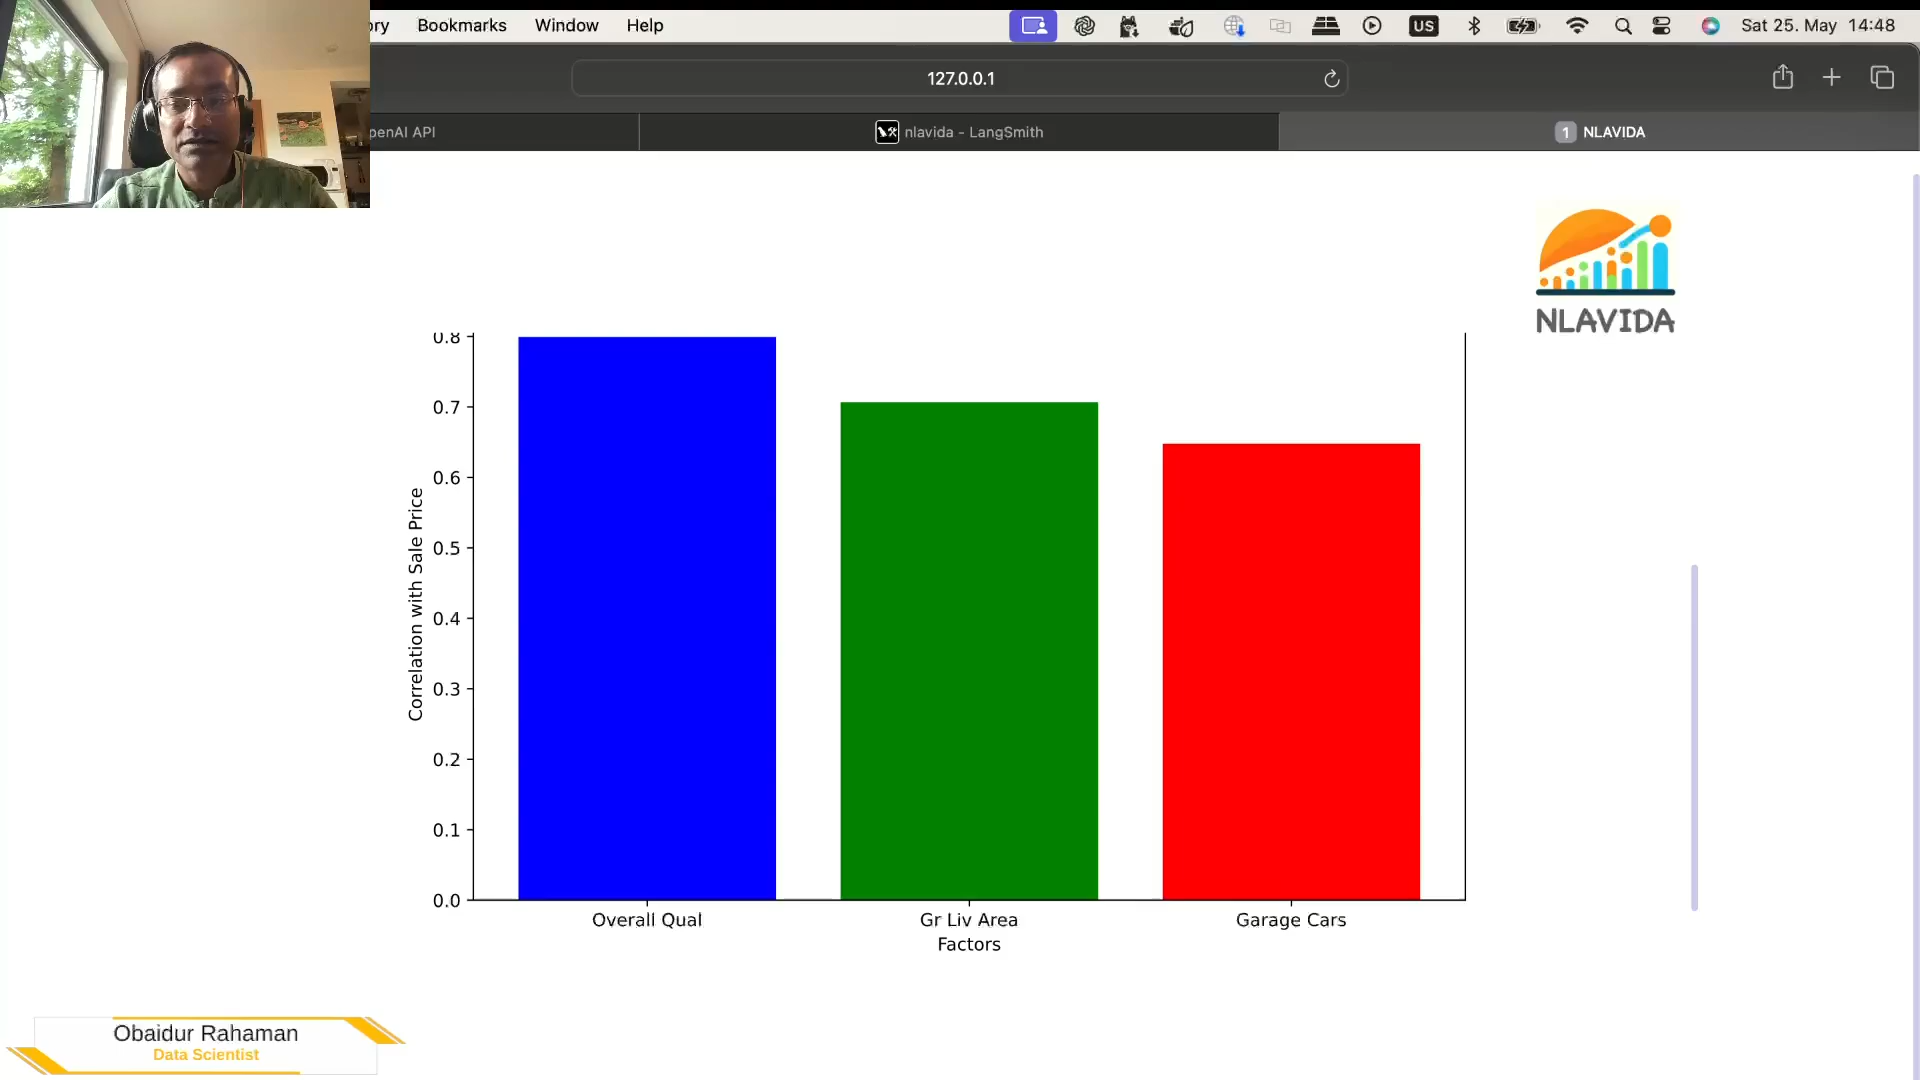 ory Bookmarks Window Help US Sat 25. May 14:48
127.0.0.1
penAI API nlavida - LangSmith 1 NLAVIDA
NLAVIDA
0.8
0.7
0.6
0.5
0.4
0.3
0.2
0.1
0.0
Correlation with Sale Price
Overall Qual Gr Liv Area Garage Cars
Factors
Obaidur Rahaman
Data Scientist